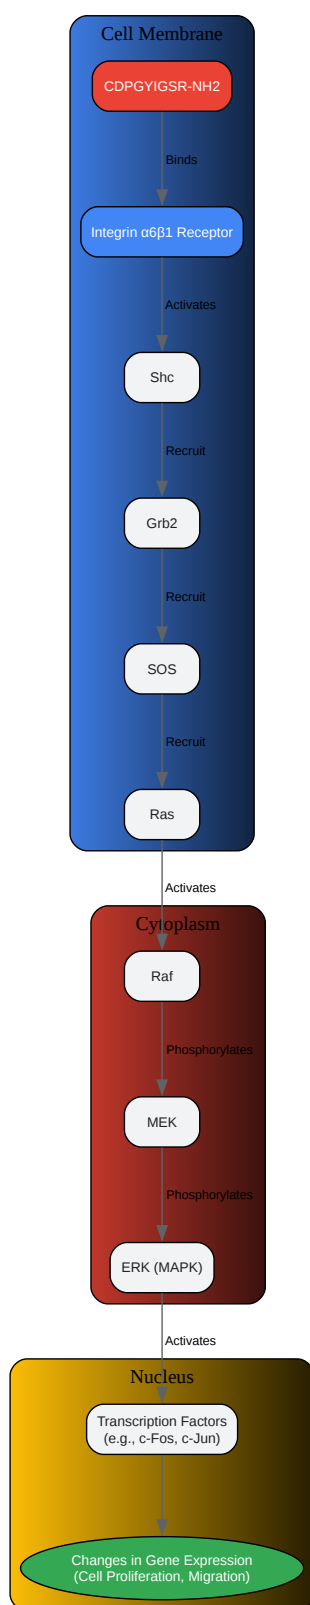 Cell Membrane
CDPGYIGSR-NH2
Binds
Integrin α6β1 Receptor
Activates
Shc
Recruit
Grb2
Recruit
SOS
Recruit
Ras
Activates
Cytoplasm
Raf
Phosphorylates
MEK
Phosphorylates
ERK (MAPK)
Activates
Nucleus
Transcription Factors
(e.g., c-Fos, c-Jun)
Changes in Gene Expression
(Cell Proliferation, Migration)